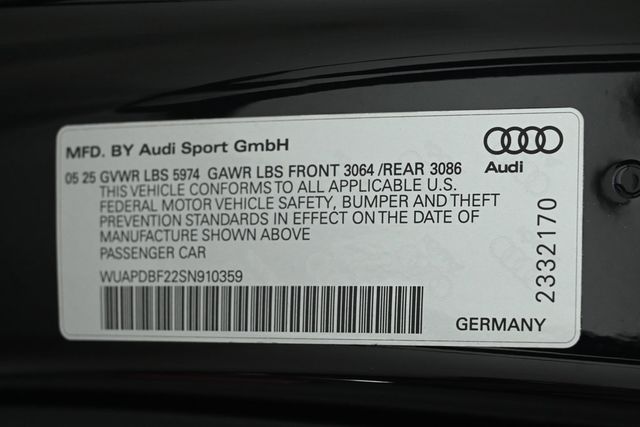 MFD. BY Audi Sport GmbH
05 25 GVWR LBS 5974 GAWR LBS FRONT 3064 /REAR 3086
THIS VEHICLE CONFORMS TO ALL APPLICABLE U.S.
FEDERAL MOTOR VEHICLE SAFETY, BUMPER AND THEFT
PREVENTION STANDARDS IN EFFECT ON THE DATE OF
MANUFACTURE SHOWN ABOVE
PASSENGER CAR
WUAPDBF22SN910359
Audi
2332170
GERMANY